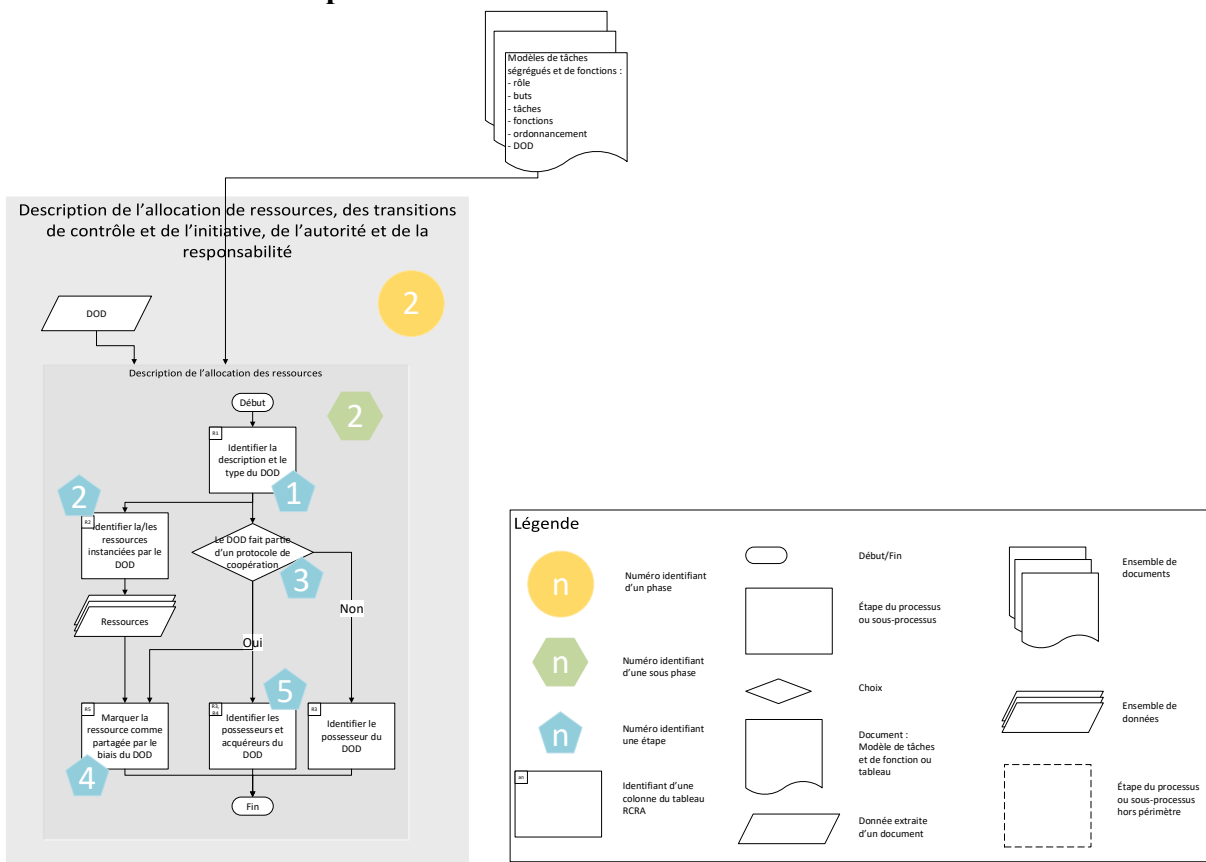 Modèles de tâches
ségrégués et de fonctions :
- rôle
- buts
- tâches
- fonctions
- ordonnancement
- DOD
Description de l'allocation de ressources, des transitions
de contrôle et de l'initiative, de l'autorité et de la
responsabilité
2
DOD
Description de l'allocation des ressources
Début
2
R1
Identifier la
description et le
type du DOD
1
2
R2
Identifier la/les
ressources
instanciées par le
DOD
Le DOD fait partie
d'un protocole de
coopération
3
Ressources
Non
Oui
5
R5
Marquer la
ressource comme
partagée par le
biais du DOD
4
R3,
R4
Identifier les
possesseurs et
acquéreurs du
DOD
R3
Identifier le
possesseur du
DOD
Fin
Légende
n
Numéro identifiant
d'un phase
n
Numéro identifiant
d'une sous phase
n
Numéro identifiant
une étape
an
Identifiant d'une
colonne du tableau
RCRA
Début/Fin
Étape du processus
ou sous-processus
Choix
Document :
Modèle de tâches
et de fonction ou
tableau
Donnée extraite
d'un document
Ensemble de
documents
Ensemble de
données
Étape du processus
ou sous-processus
hors périmètre